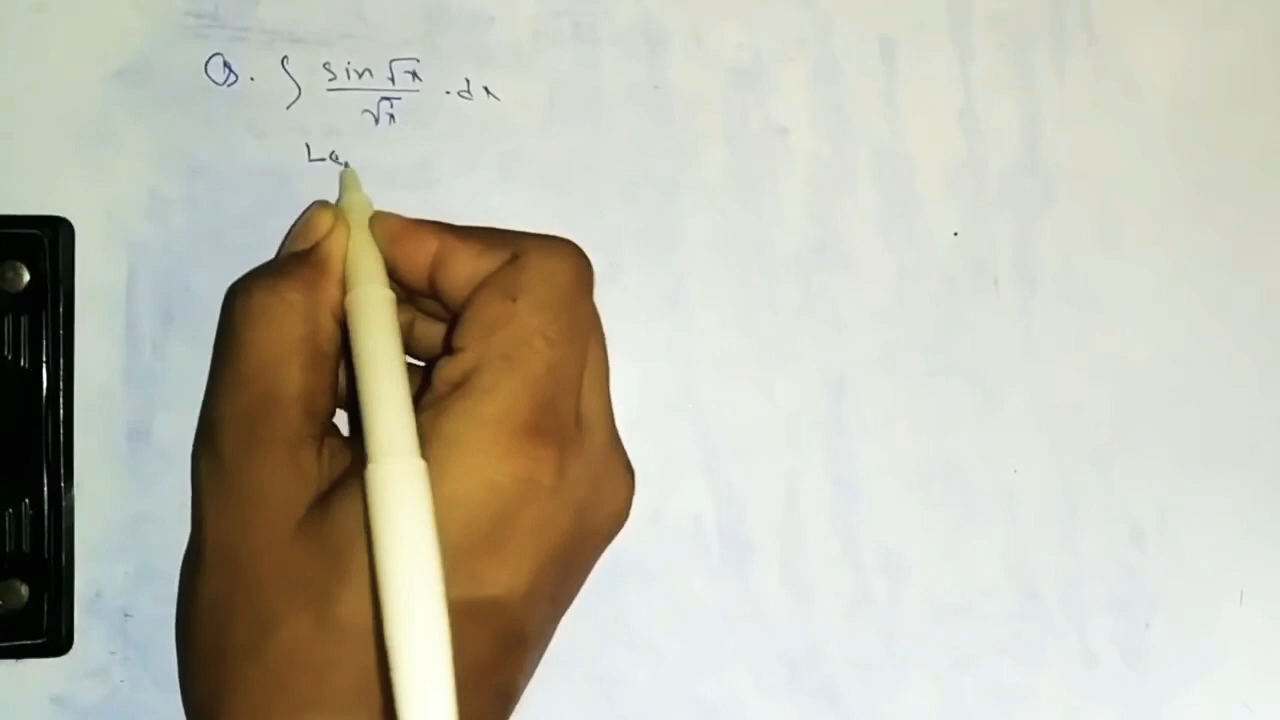 Q. ∫ sin √x / √x . dx
Le